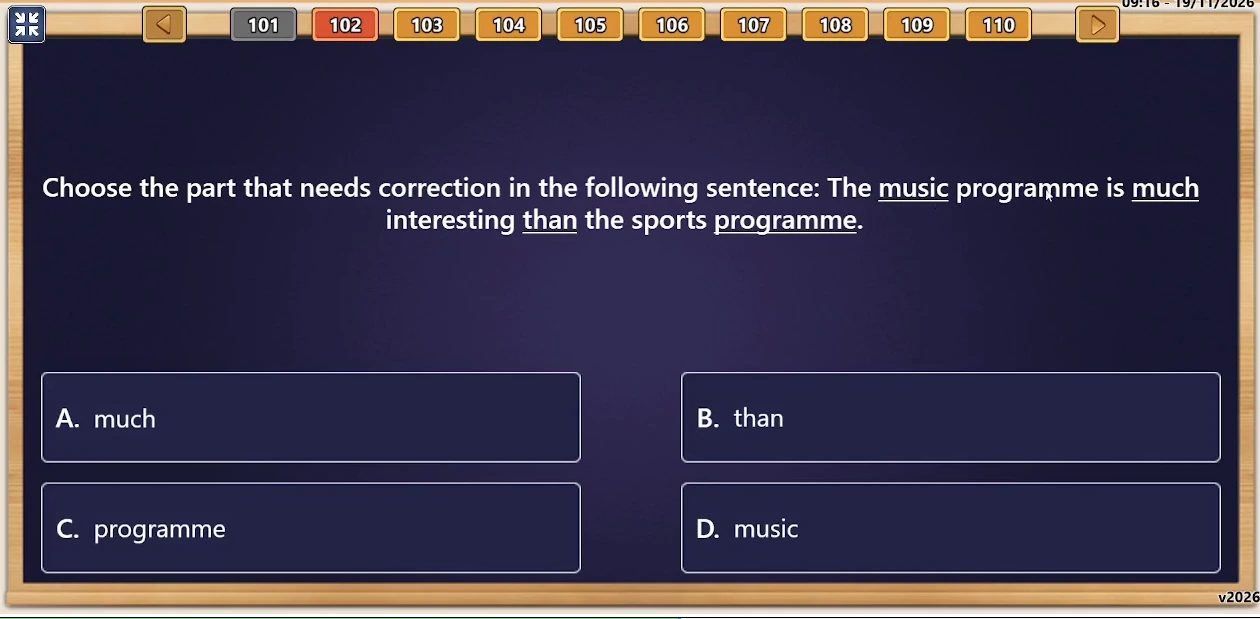 09:16 - 19/11/2026
101 102 103 104 105 106 107 108 109 110
Choose the part that needs correction in the following sentence: The music programme is much
interesting than the sports programme.
A. much
B. than
C. programme
D. music
v2026